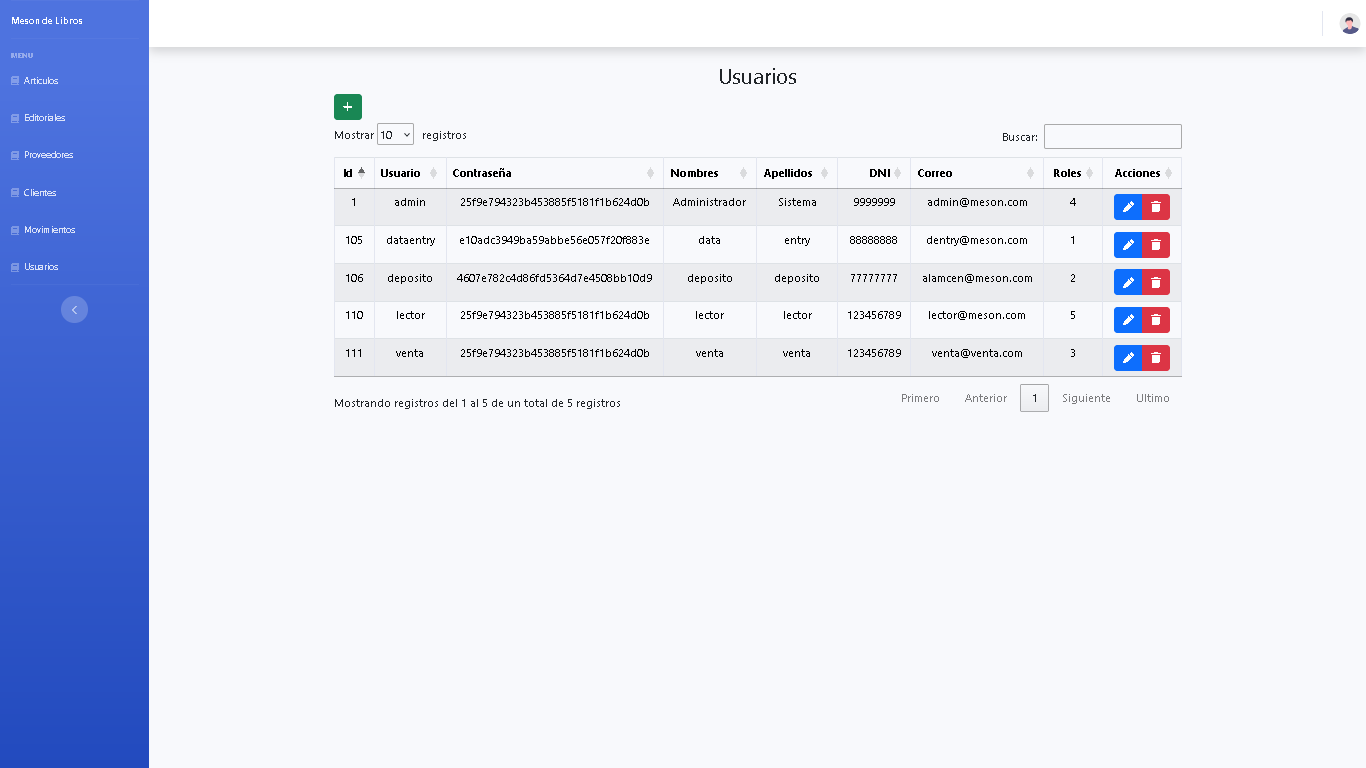 Meson de Libros
MENU
Articulos
Editoriales
Proveedores
Clientes
Movimientos
Usuarios
Usuarios
+
Mostrar 10 registros
Buscar:
Id Usuario Contraseña Nombres Apellidos DNI Correo Roles Acciones
1 admin 25f9e794323b453885f5181f1b624d0b Administrador Sistema 9999999 admin@meson.com 4
105 dataentry e10adc3949ba59abbe56e057f20f883e data entry 88888888 dentry@meson.com 1
106 deposito 4607e782c4d86fd5364d7e4508bb10d9 deposito deposito 77777777 alamcen@meson.com 2
110 lector 25f9e794323b453885f5181f1b624d0b lector lector 123456789 lector@meson.com 5
111 venta 25f9e794323b453885f5181f1b624d0b venta venta 123456789 venta@venta.com 3
Mostrando registros del 1 al 5 de un total de 5 registros
Primero Anterior 1 Siguiente Ultimo